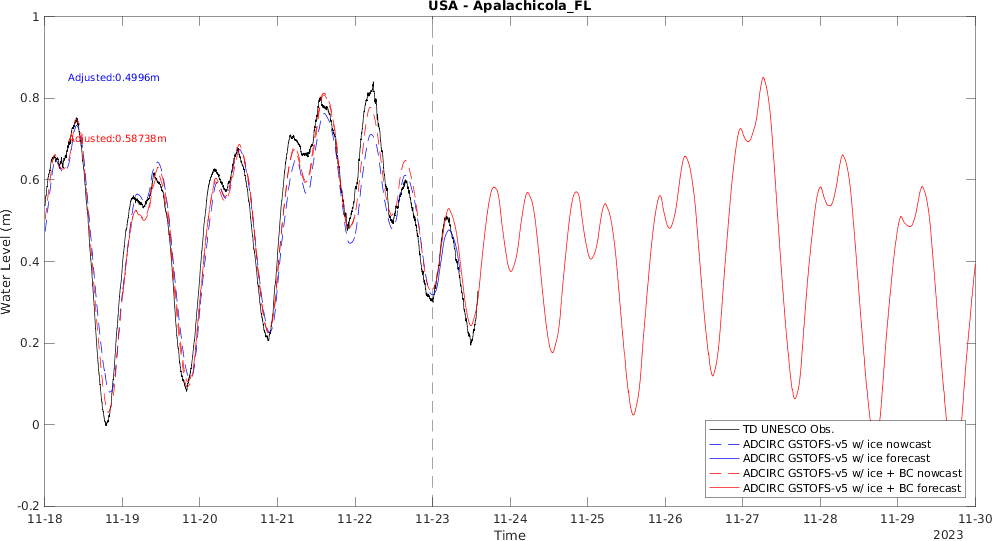 USA - Apalachicola_FL
1
0.8
0.6
0.4
0.2
0
-0.2
Water Level (m)
Adjusted:0.4996m
Adjusted:0.58738m
TD UNESCO Obs.
ADCIRC GSTOFS-v5 w/ ice nowcast
ADCIRC GSTOFS-v5 w/ ice forecast
ADCIRC GSTOFS-v5 w/ ice + BC nowcast
ADCIRC GSTOFS-v5 w/ ice + BC forecast
11-18 11-19 11-20 11-21 11-22 11-23 11-24 11-25 11-26 11-27 11-28 11-29 11-30
Time
2023